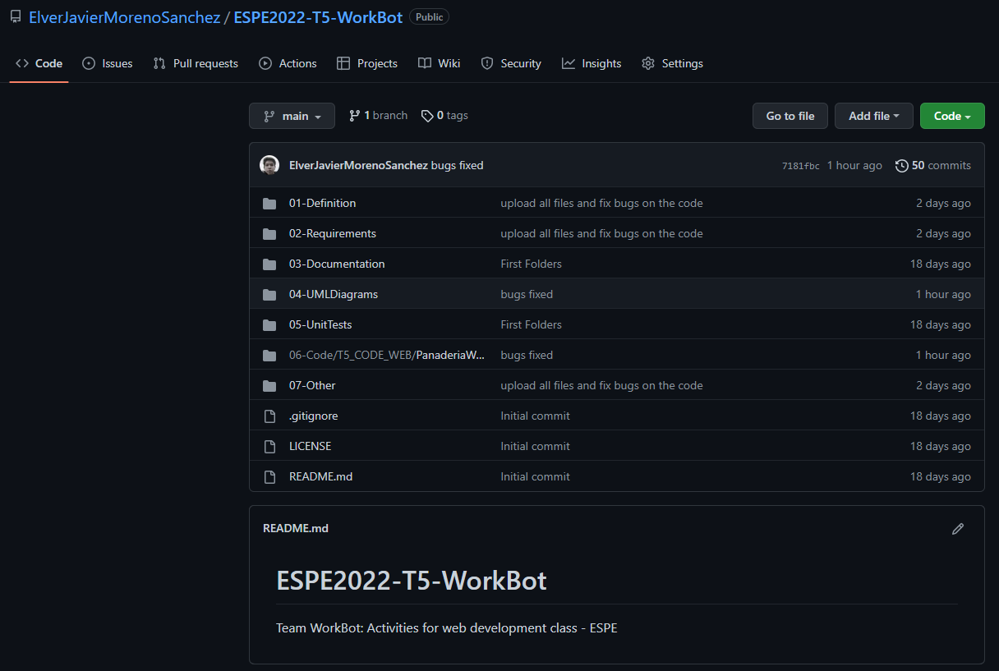 ElverJavierMorenoSanchez / ESPE2022-T5-WorkBot Public
Code Issues Pull requests Actions Projects Wiki Security Insights Settings
main 1 branch 0 tags Go to file Add file Code
ElverJavierMorenoSanchez bugs fixed 7181fbc 1 hour ago 50 commits
01-Definition upload all files and fix bugs on the code 2 days ago
02-Requirements upload all files and fix bugs on the code 2 days ago
03-Documentation First Folders 18 days ago
04-UMLDiagrams bugs fixed 1 hour ago
05-UnitTests First Folders 18 days ago
06-Code/T5_CODE_WEB/PanaderiaW... bugs fixed 1 hour ago
07-Other upload all files and fix bugs on the code 2 days ago
.gitignore Initial commit 18 days ago
LICENSE Initial commit 18 days ago
README.md Initial commit 18 days ago
README.md
ESPE2022-T5-WorkBot
Team WorkBot: Activities for web development class - ESPE